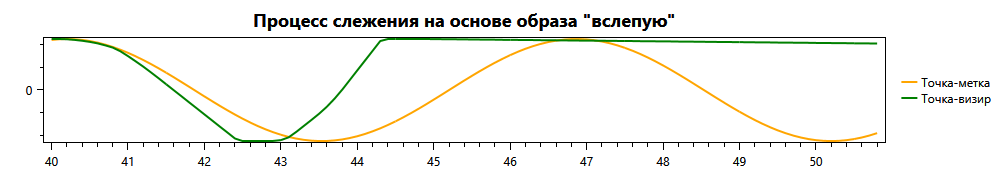 Процесс слежения на основе образа "вслепую"
0
Точка-метка
Точка-визир
40 41 42 43 44 45 46 47 48 49 50